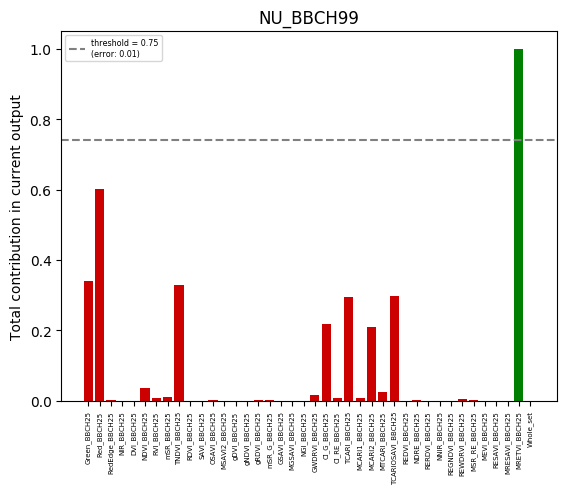 NU_BBCH99
threshold = 0.75
(error: 0.01)
Total contribution in current output
1.0
0.8
0.6
0.4
0.2
0.0
Green_BBCH25
Red_BBCH25
RedEdge_BBCH25
NIR_BBCH25
DVI_BBCH25
NDVI_BBCH25
RVI_BBCH25
mSR_BBCH25
TNDVI_BBCH25
RDVI_BBCH25
SAVI_BBCH25
OSAVI_BBCH25
MSAVI2_BBCH25
gDVI_BBCH25
gNDVI_BBCH25
gRDVI_BBCH25
mSR_G_BBCH25
GSAVI_BBCH25
MGSAVI_BBCH25
NGI_BBCH25
GWDRVI_BBCH25
CI_G_BBCH25
CI_RE_BBCH25
TCARI_BBCH25
MCARI1_BBCH25
MCARI2_BBCH25
MTCARI_BBCH25
TCARIOSAVI_BBCH25
REDVI_BBCH25
NDRE_BBCH25
RERDVI_BBCH25
NNIR_BBCH25
REGNDVI_BBCH25
REWDRVI_BBCH25
MSR_RE_BBCH25
MEVI_BBCH25
RESAVI_BBCH25
MRESAVI_BBCH25
MRETVI_BBCH25
Whole_set